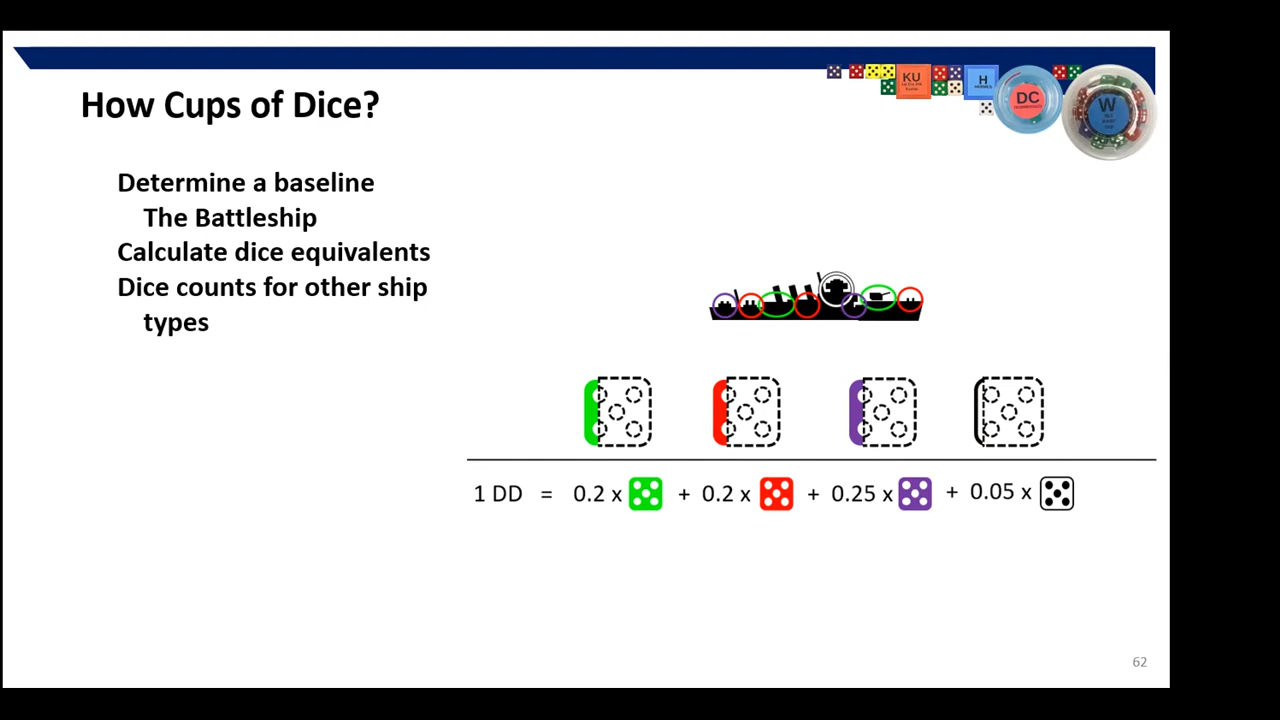 How Cups of Dice?
KU
H
HERMES
DC
W
Determine a baseline
The Battleship
Calculate dice equivalents
Dice counts for other ship
types
1 DD = 0.2 x + 0.2 x + 0.25 x + 0.05 x
62